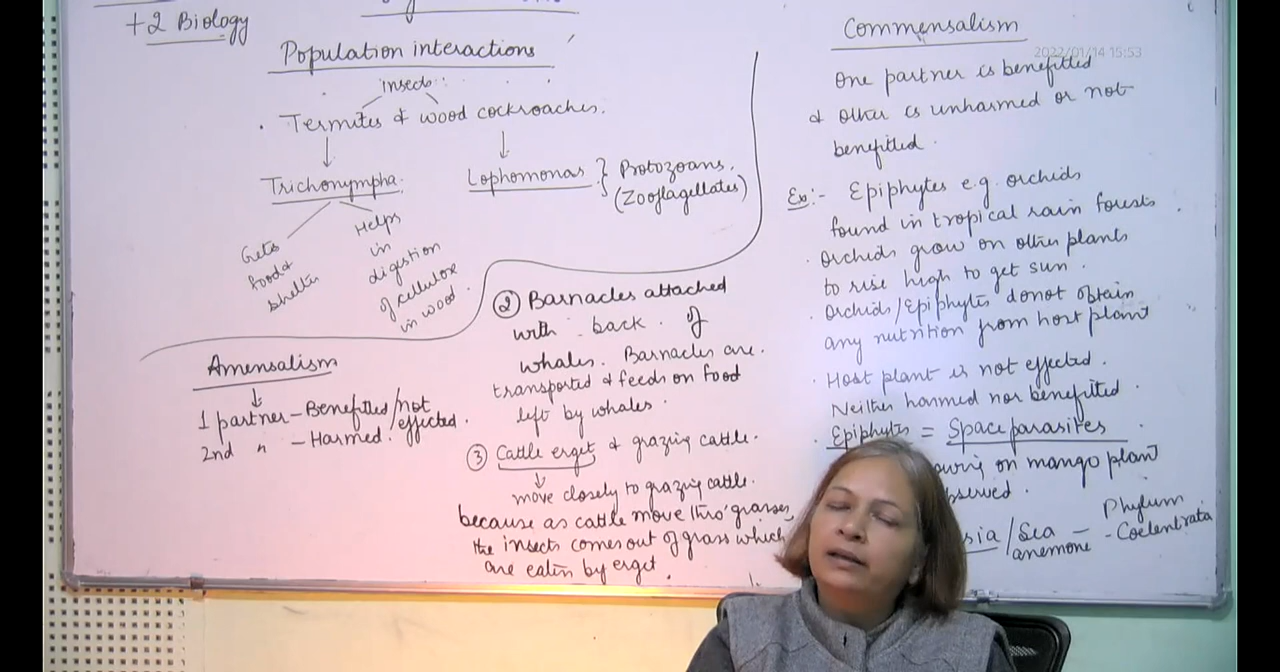 +2 Biology
Population interactions
insects
Termites & wood cockroaches.
Trichonympha.
Lophomonas } Protozoans.
(Zooflagellates)
Gets
food &
shelter
Helps
in
digestion
of cellulose
in wood.
Amensalism
1 partner - Benefitted/not
effected.
2nd " - Harmed.
② Barnacles attached
with back of
whales. Barnacles are
transported & feeds on food
left by whales.
③ Cattle erget & grazing cattle.
move closely to grazing cattle.
because as cattle move thro' grasses,
the insects comes out of grass which
are eaten by erget.
Commensalism
2022/01/14 15:53
One partner is benefitted
& other is unharmed or not
benefitted.
Ex:- Epiphytes e.g. orchids
found in tropical rain forests.
. Orchids grow on other plants
to rise high to get sun.
. Orchids/Epiphytes donot obtain
any nutrition from host plant
. Host plant is not effected.
Neither harmed nor benefitted.
. Epiphytes = Space parasites
on mango plant
/Sea anemone - Phylum
- Coelentrata